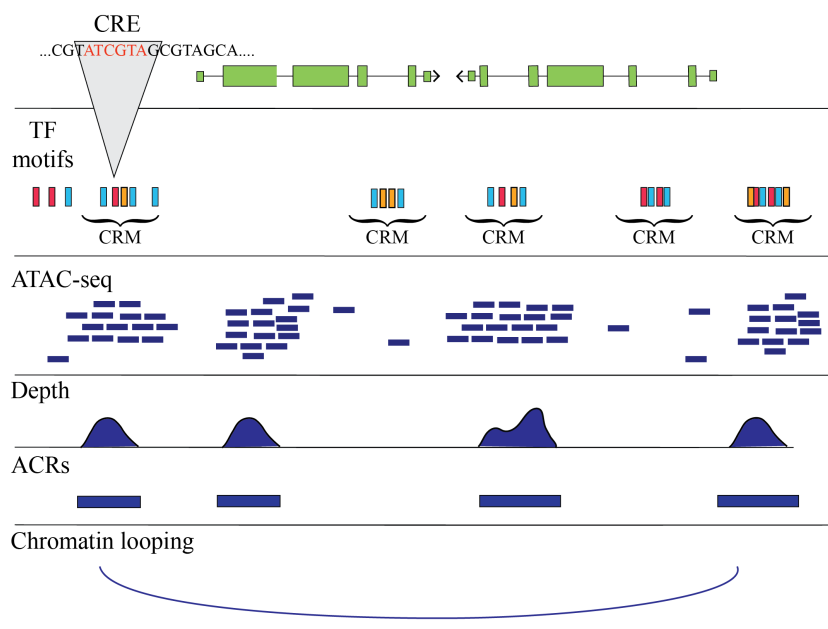 CRE
...CGTATCGTAGCGTAGCA....
TF
motifs
CRM
CRM
CRM
CRM
CRM
ATAC-seq
Depth
ACRs
Chromatin looping